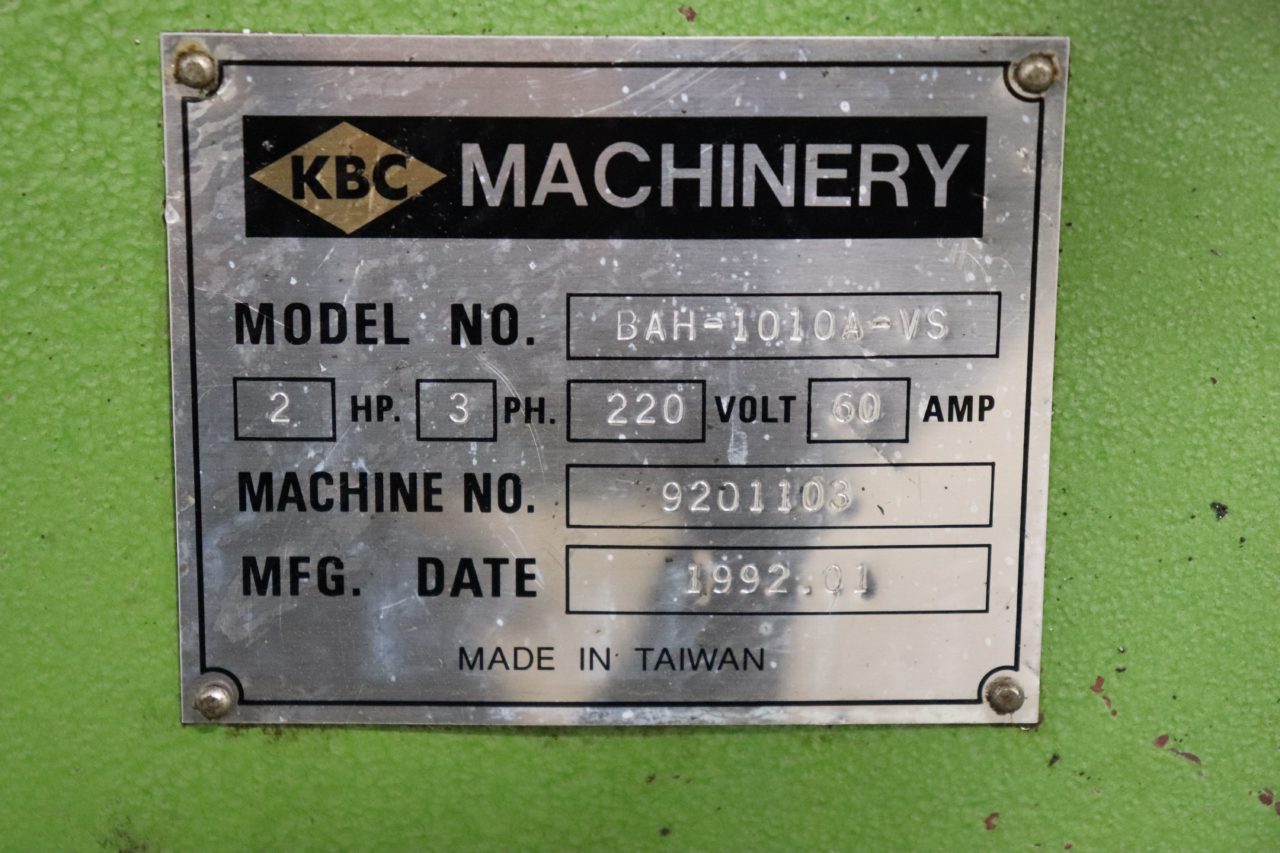 KBC MACHINERY
MODEL NO. BAH-1010A-VS
2 HP. 3 PH. 220 VOLT 60 AMP
MACHINE NO. 9201103
MFG. DATE 1992.01
MADE IN TAIWAN